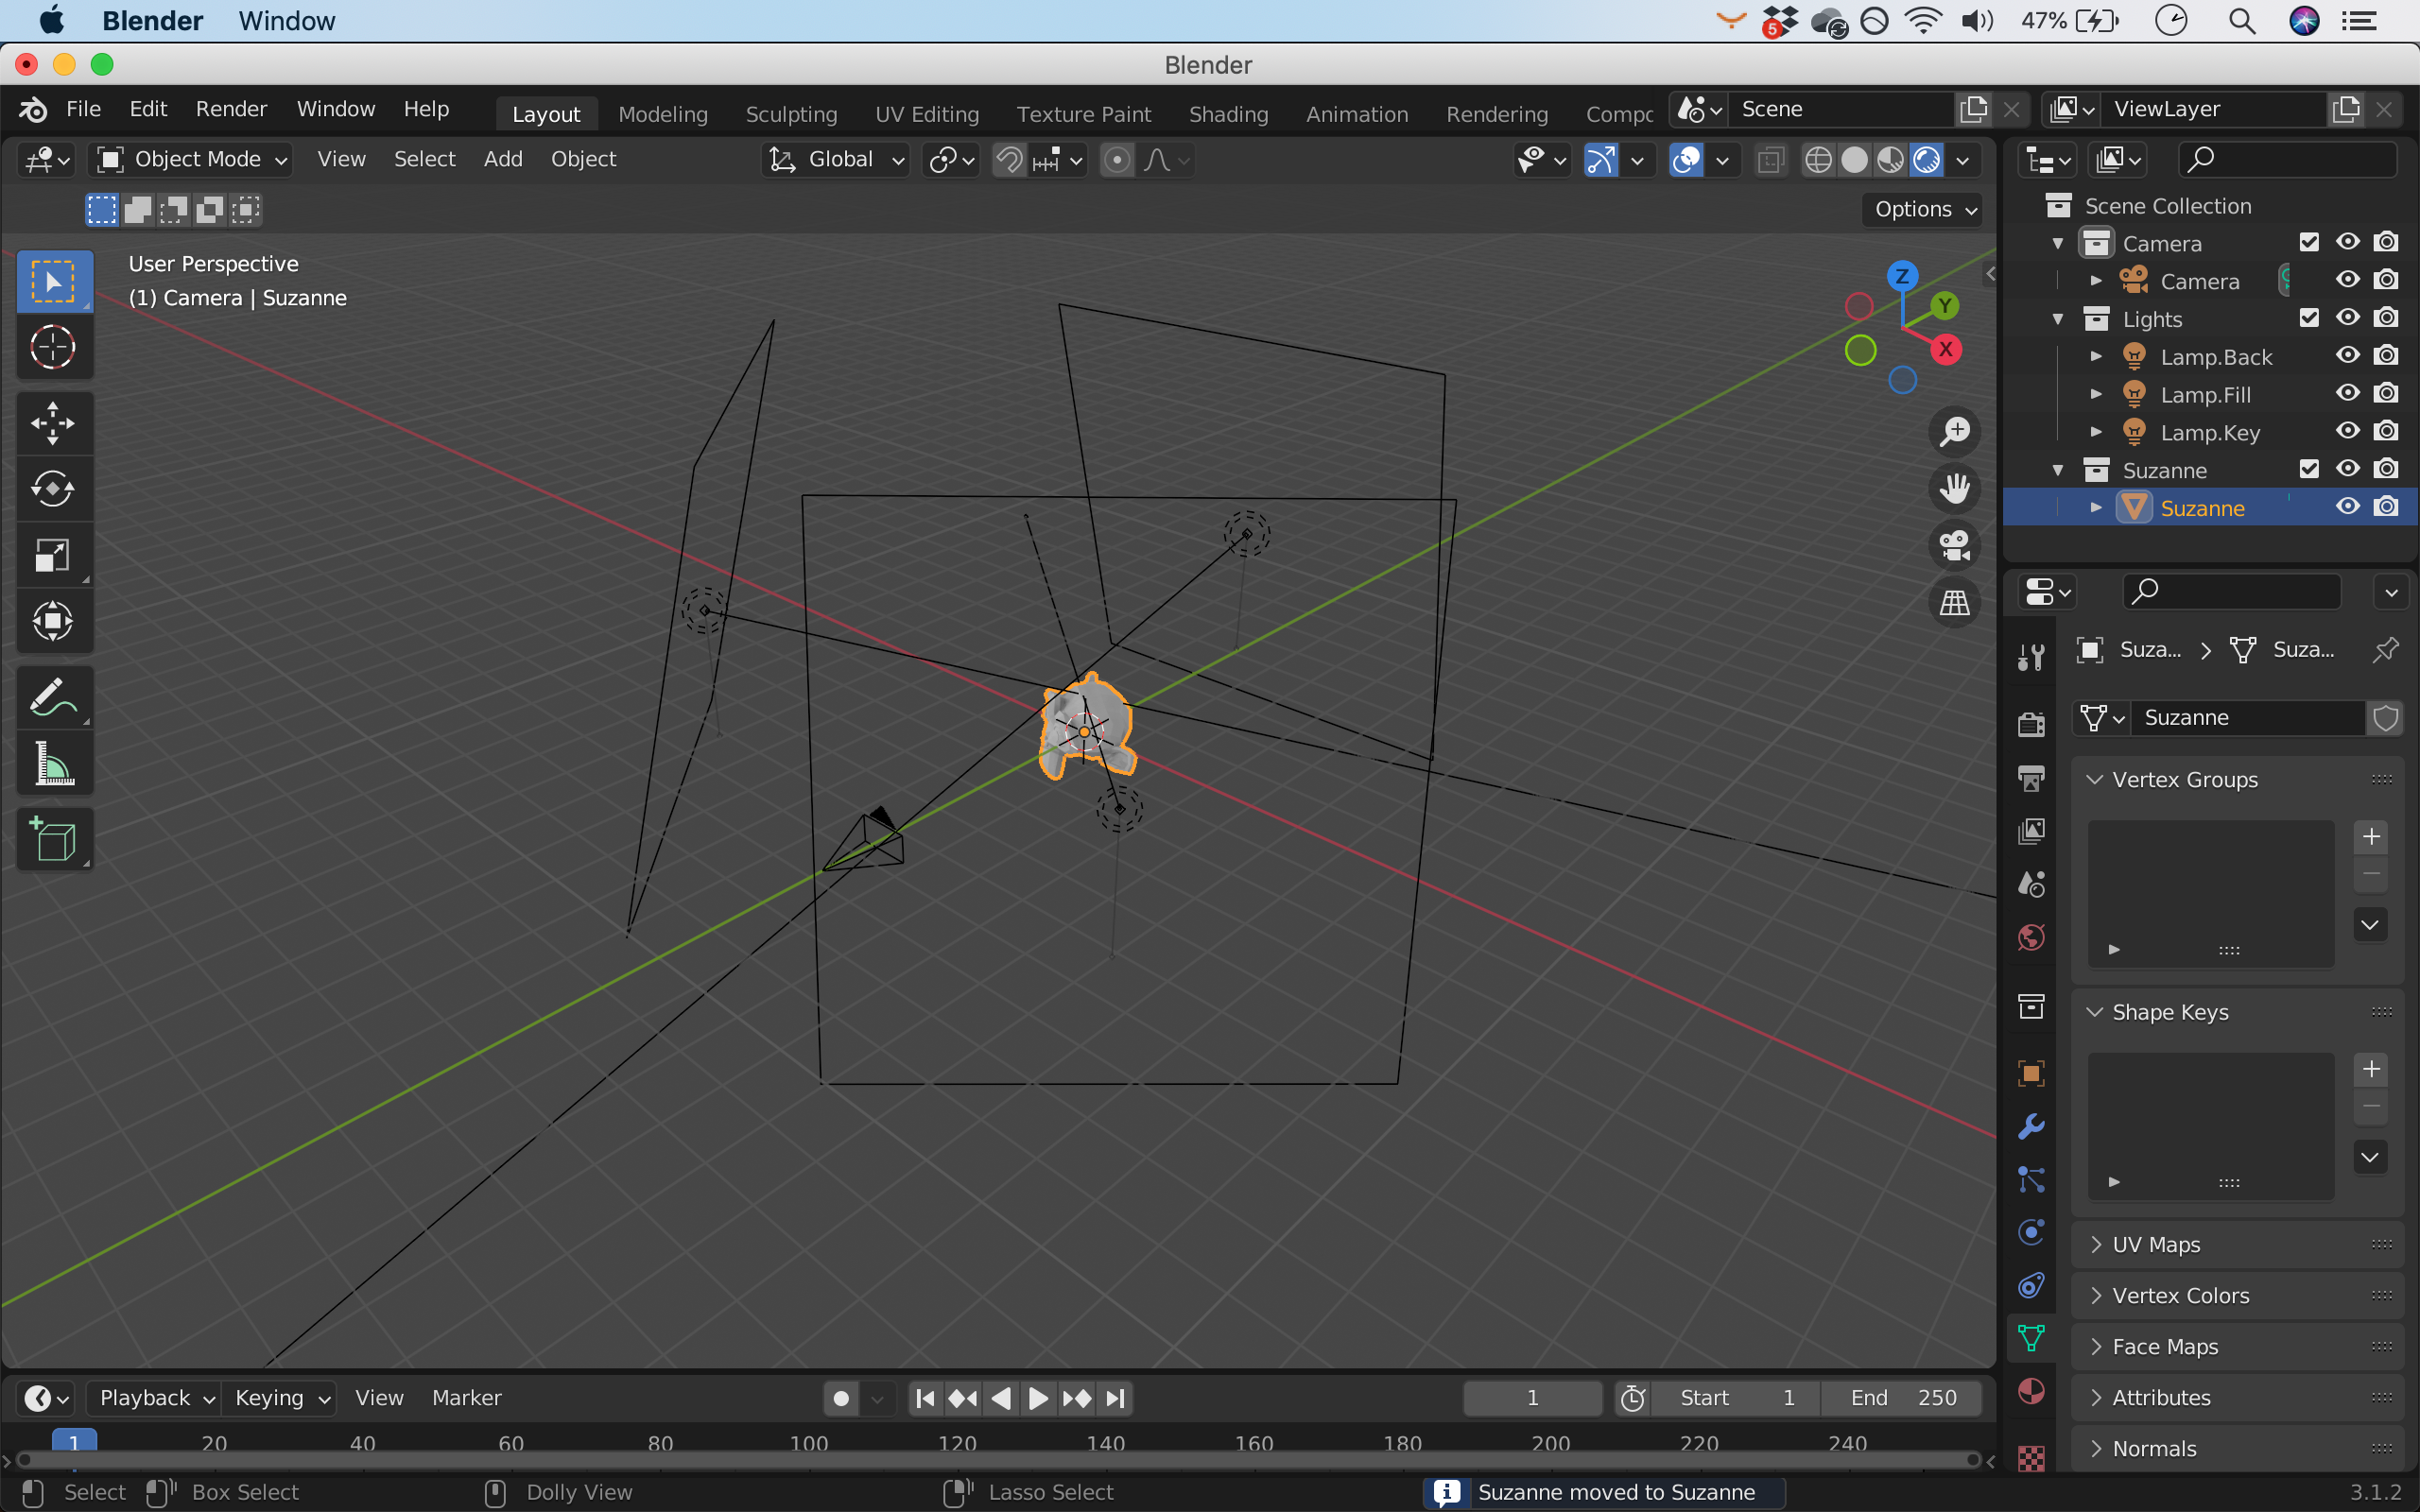 Blender Window 5 47%
Blender
File Edit Render Window Help Layout Modeling Sculpting UV Editing Texture Paint Shading Animation Rendering Compc Scene ViewLayer
Object Mode View Select Add Object Global
Options
User Perspective
(1) Camera | Suzanne
Z
Y
X
Scene Collection
Camera
Camera
Lights
Lamp.Back
Lamp.Fill
Lamp.Key
Suzanne
Suzanne
Suza... Suza...
Suzanne
Vertex Groups
Shape Keys
UV Maps
Vertex Colors
Face Maps
Attributes
Normals
Playback Keying View Marker 1 Start 1 End 250
1 20 40 60 80 100 120 140 160 180 200 220 240
Select Box Select Dolly View Lasso Select Suzanne moved to Suzanne 3.1.2